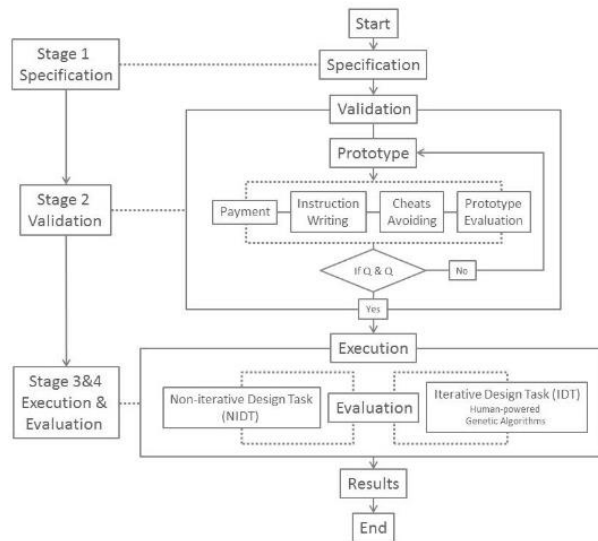 Start
Stage 1
Specification
Specification
Validation
Prototype
Stage 2
Validation
Payment
Instruction
Writing
Cheats
Avoiding
Prototype
Evaluation
If Q & Q
No
Yes
Execution
Stage 3&4
Execution &
Evaluation
Non-iterative Design Task
(NIDT)
Evaluation
Iterative Design Task (IDT)
Human-powered
Genetic Algorithms
Results
End